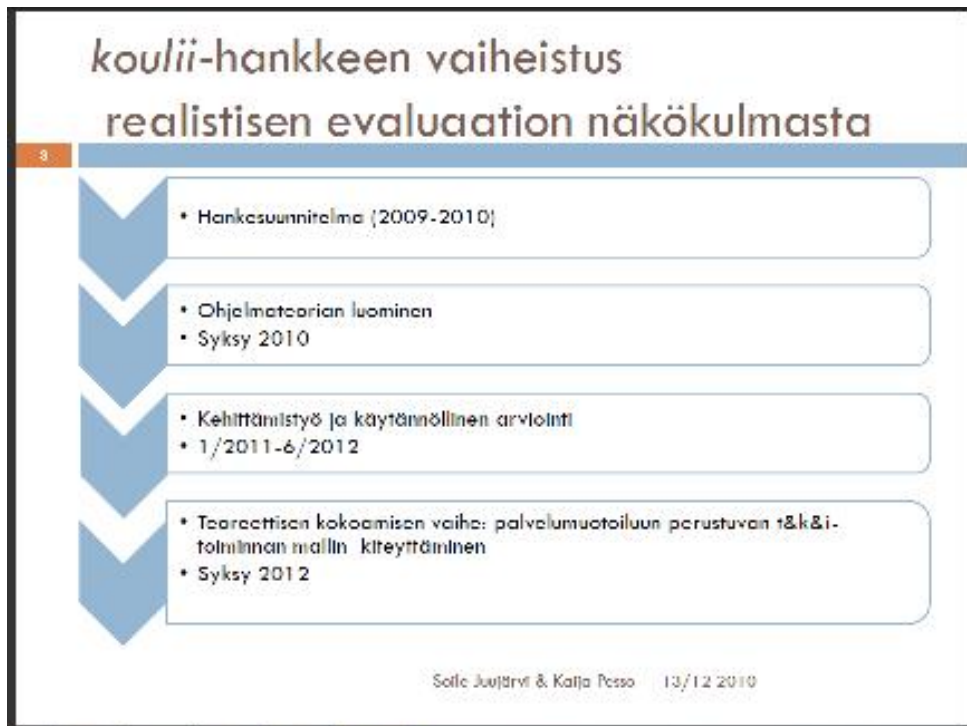 koulii-hankkeen vaiheistus
realistisen evaluaation näkökulmasta
8
• Hankesuunnitelma (2009-2010)
• Ohjelmateorian luominen
• Syksy 2010
• Kehittämistyö ja käytännöllinen arviointi
• 1/2011-6/2012
• Teoreettisen kokoamisen vaihe: palvelumuotoiluun perustuvan t&k&i-
toiminnan mallin kiteyttäminen
• Syksy 2012
Soile Juujärvi & Kaija Pesso 13/12 2010